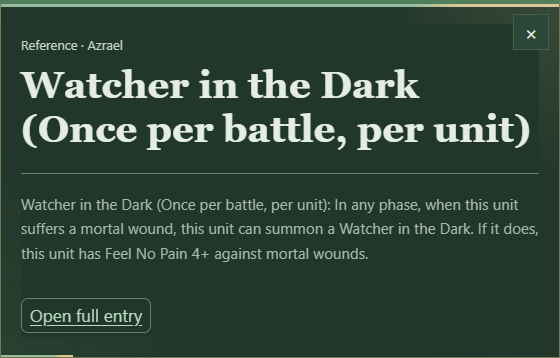 ×
Reference · Azrael
Watcher in the Dark
(Once per battle, per unit)
Watcher in the Dark (Once per battle, per unit): In any phase, when this unit
suffers a mortal wound, this unit can summon a Watcher in the Dark. If it does,
this unit has Feel No Pain 4+ against mortal wounds.
Open full entry